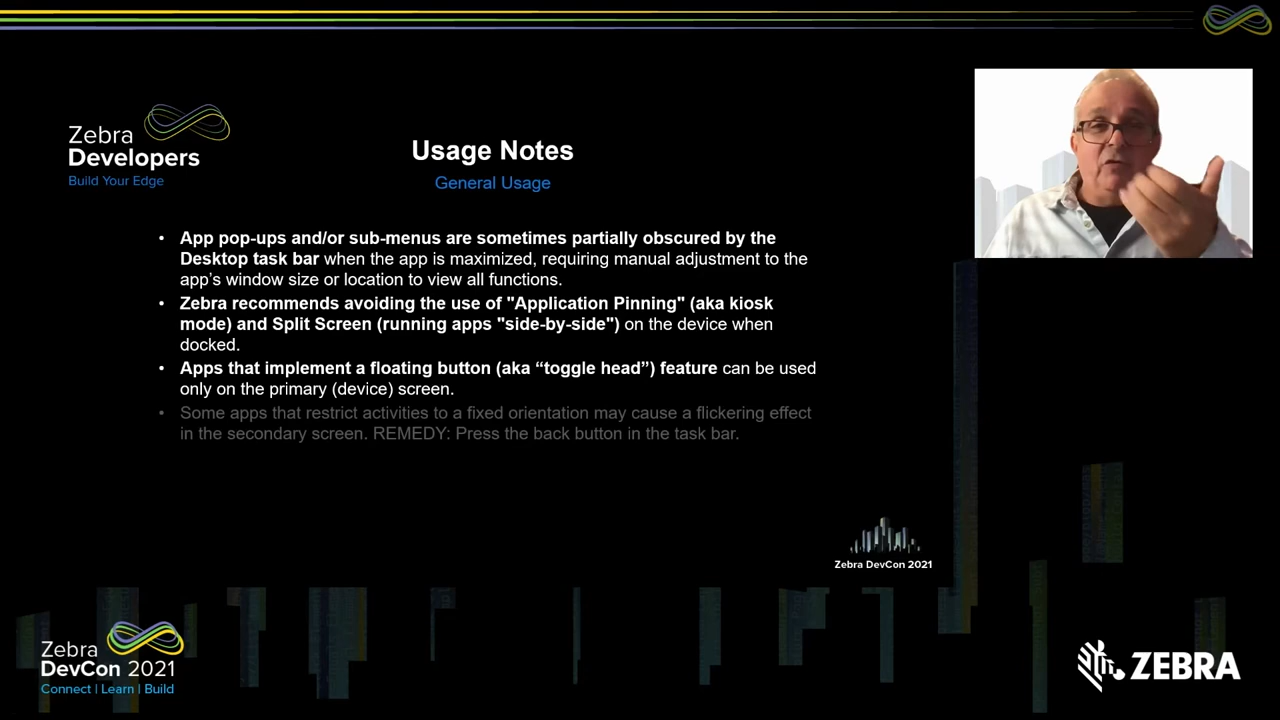 Zebra
Developers
Build Your Edge
Usage Notes
General Usage
• App pop-ups and/or sub-menus are sometimes partially obscured by the
Desktop task bar when the app is maximized, requiring manual adjustment to the
app’s window size or location to view all functions.
• Zebra recommends avoiding the use of "Application Pinning" (aka kiosk
mode) and Split Screen (running apps "side-by-side") on the device when
docked.
• Apps that implement a floating button (aka “toggle head”) feature can be used
only on the primary (device) screen.
• Some apps that restrict activities to a fixed orientation may cause a flickering effect
in the secondary screen. REMEDY: Press the back button in the task bar.
Zebra DevCon 2021
Zebra
DevCon 2021
Connect | Learn | Build
ZEBRA